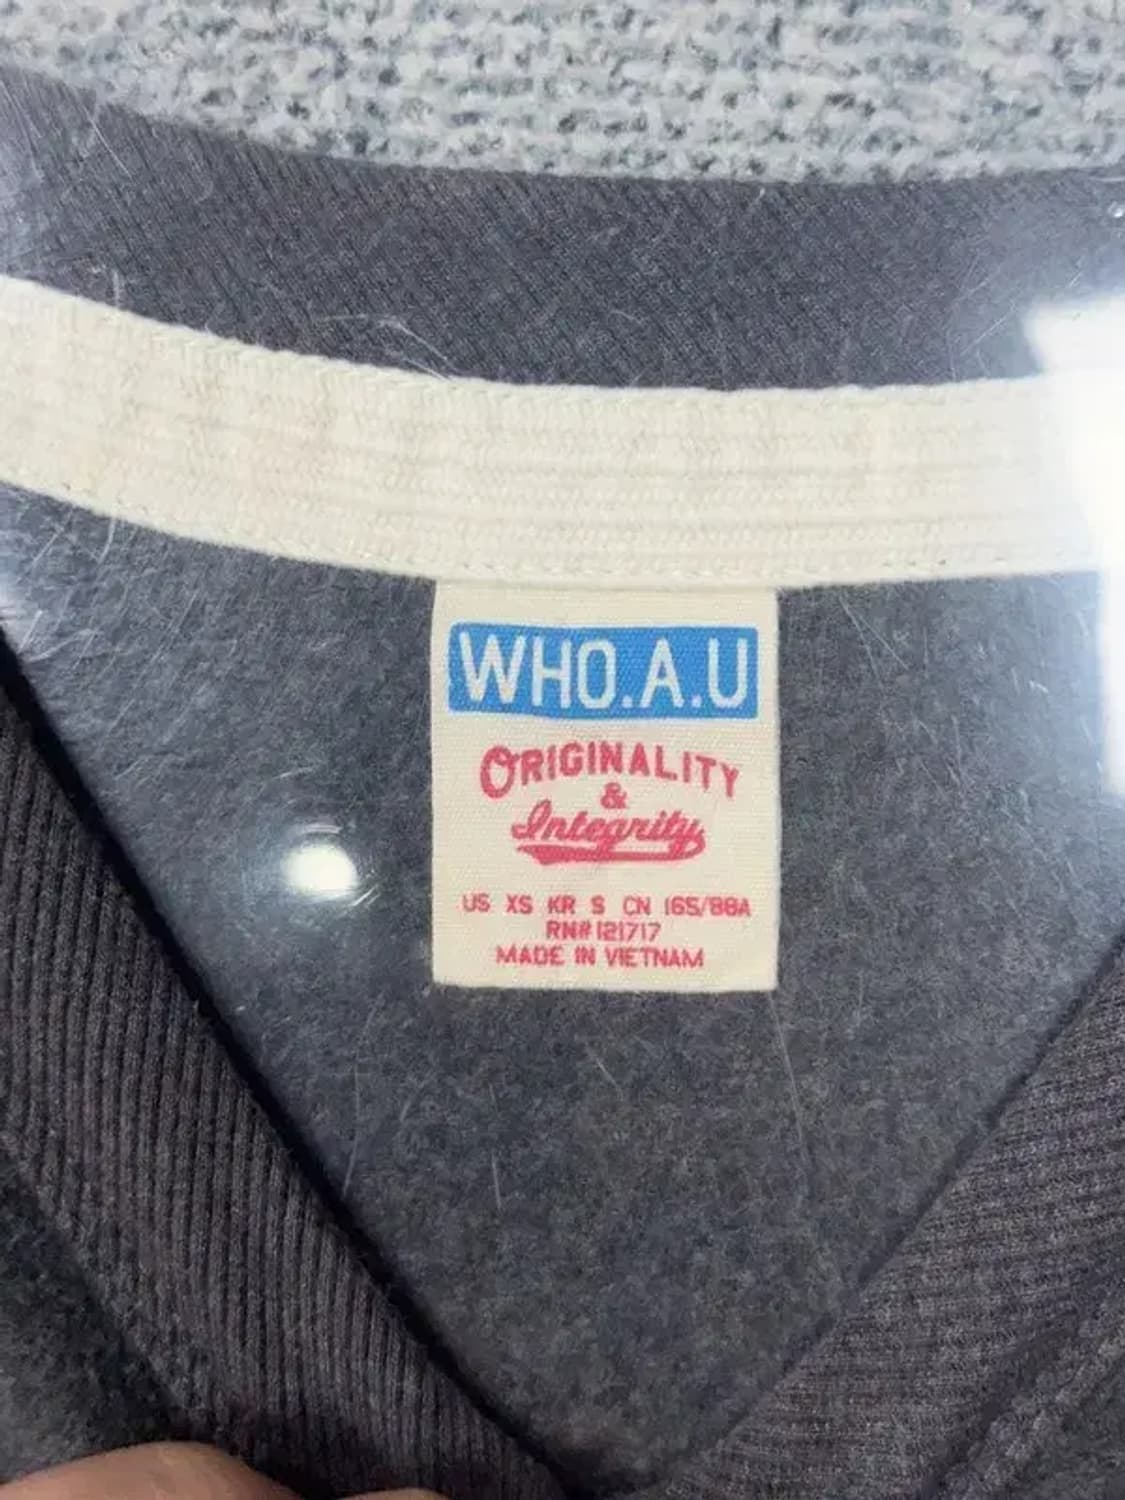 WHO.A.U
ORIGINALITY
&
Integrity
US XS KR S CN 165/88A
RN# 121717
MADE IN VIETNAM